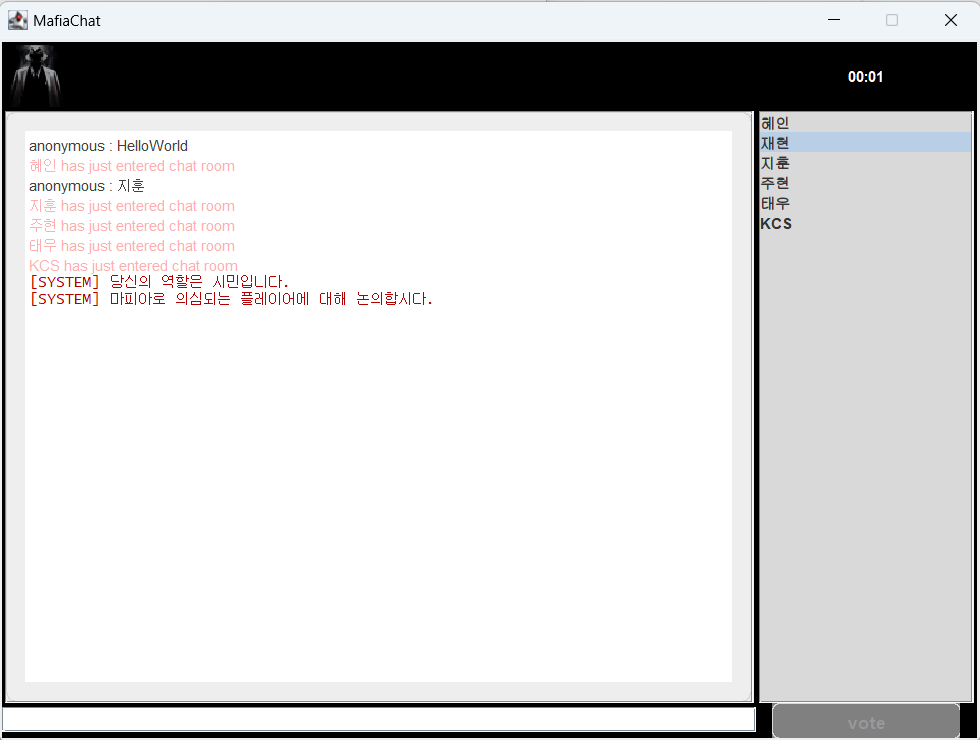 MafiaChat
00:01
anonymous : HelloWorld
혜인 has just entered chat room
anonymous : 지훈
지훈 has just entered chat room
주현 has just entered chat room
태우 has just entered chat room
KCS has just entered chat room
[SYSTEM] 당신의 역할은 시민입니다.
[SYSTEM] 마피아로 의심되는 플레이어에 대해 논의합시다.
혜인
재현
지훈
주현
태우
KCS
vote